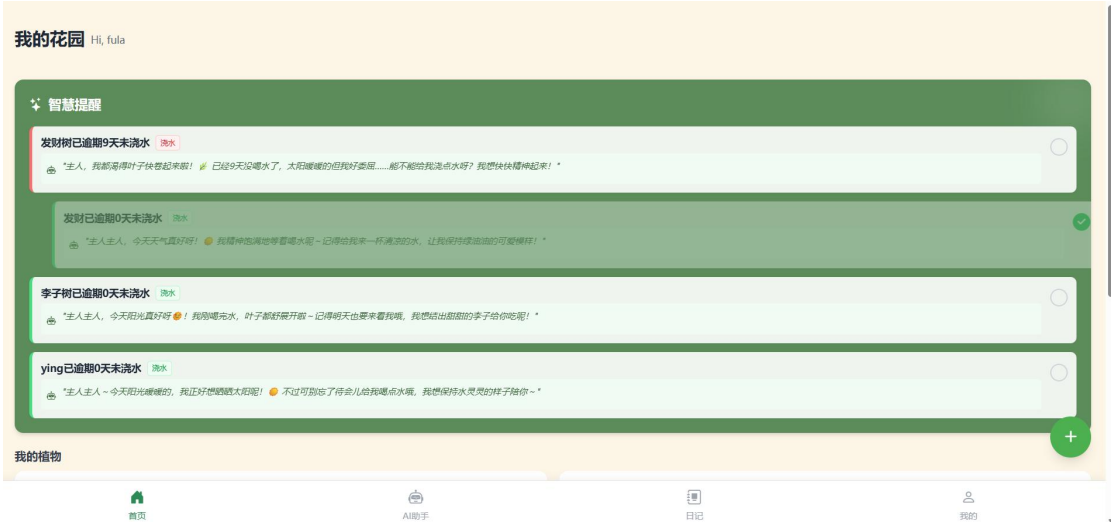 我的花园 Hi, fula
智慧提醒
发财树已逾期9天未浇水 浇水
"主人，我都渴得叶子快卷起来啦！🌿 已经9天没喝水了，太阳暖暖的但我好委屈……能不能给我浇点水呀？我想快快精神起来！"
发财已逾期0天未浇水 浇水
"主人主人，今天天气真好呀！🌞 我精神饱满地等着喝水呢~记得给我来一杯清凉的水，让我保持绿油油的可爱模样！"
李子树已逾期0天未浇水 浇水
"主人主人，今天阳光真好呀🌞！我刚喝完水，叶子都舒展开啦~记得明天也要来看我哦，我想结出甜甜的李子给你吃呢！"
ying已逾期0天未浇水 浇水
"主人主人~今天阳光暖暖的，我正好想晒晒太阳呢！🌞 不过可别忘了待会儿给我喝点水哦，我想保持水灵灵的样子陪你~"
我的植物
首页 AI助手 日记 我的